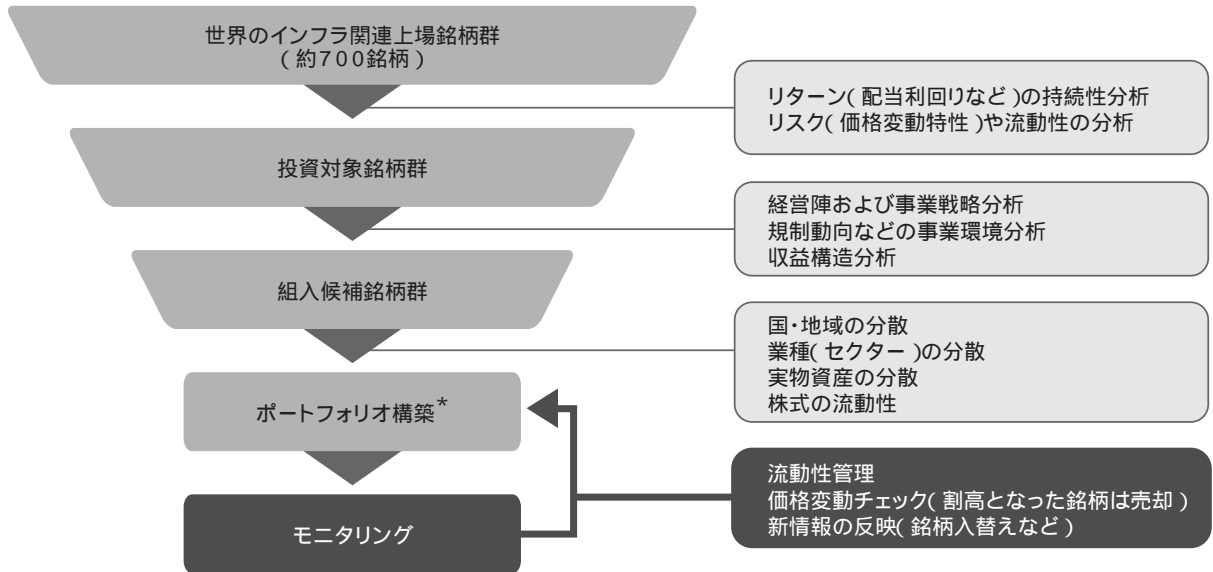 世界のインフラ関連上場銘柄群
(約700銘柄)
リターン(配当利回りなど)の持続性分析
リスク(価格変動特性)や流動性の分析
投資対象銘柄群
経営陣および事業戦略分析
規制動向などの事業環境分析
収益構造分析
組入候補銘柄群
国・地域の分散
業種(セクター)の分散
実物資産の分散
株式の流動性
ポートフォリオ構築*
流動性管理
価格変動チェック(割高となった銘柄は売却)
新情報の反映(銘柄入替えなど)
モニタリング